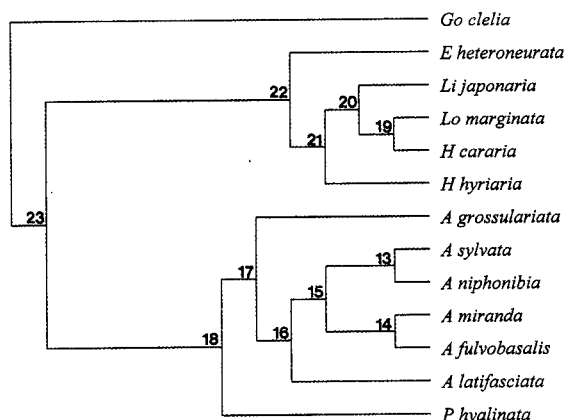 Go clelia
E heteroneurata
22
Li japonaria
20
Lo marginata
19
21
H cararia
H hyriaria
23
A grossulariata
A sylvata
13
17
A niphonibia
15
A miranda
14
18
16
A fulvobasalis
A latifasciata
P hyalinata